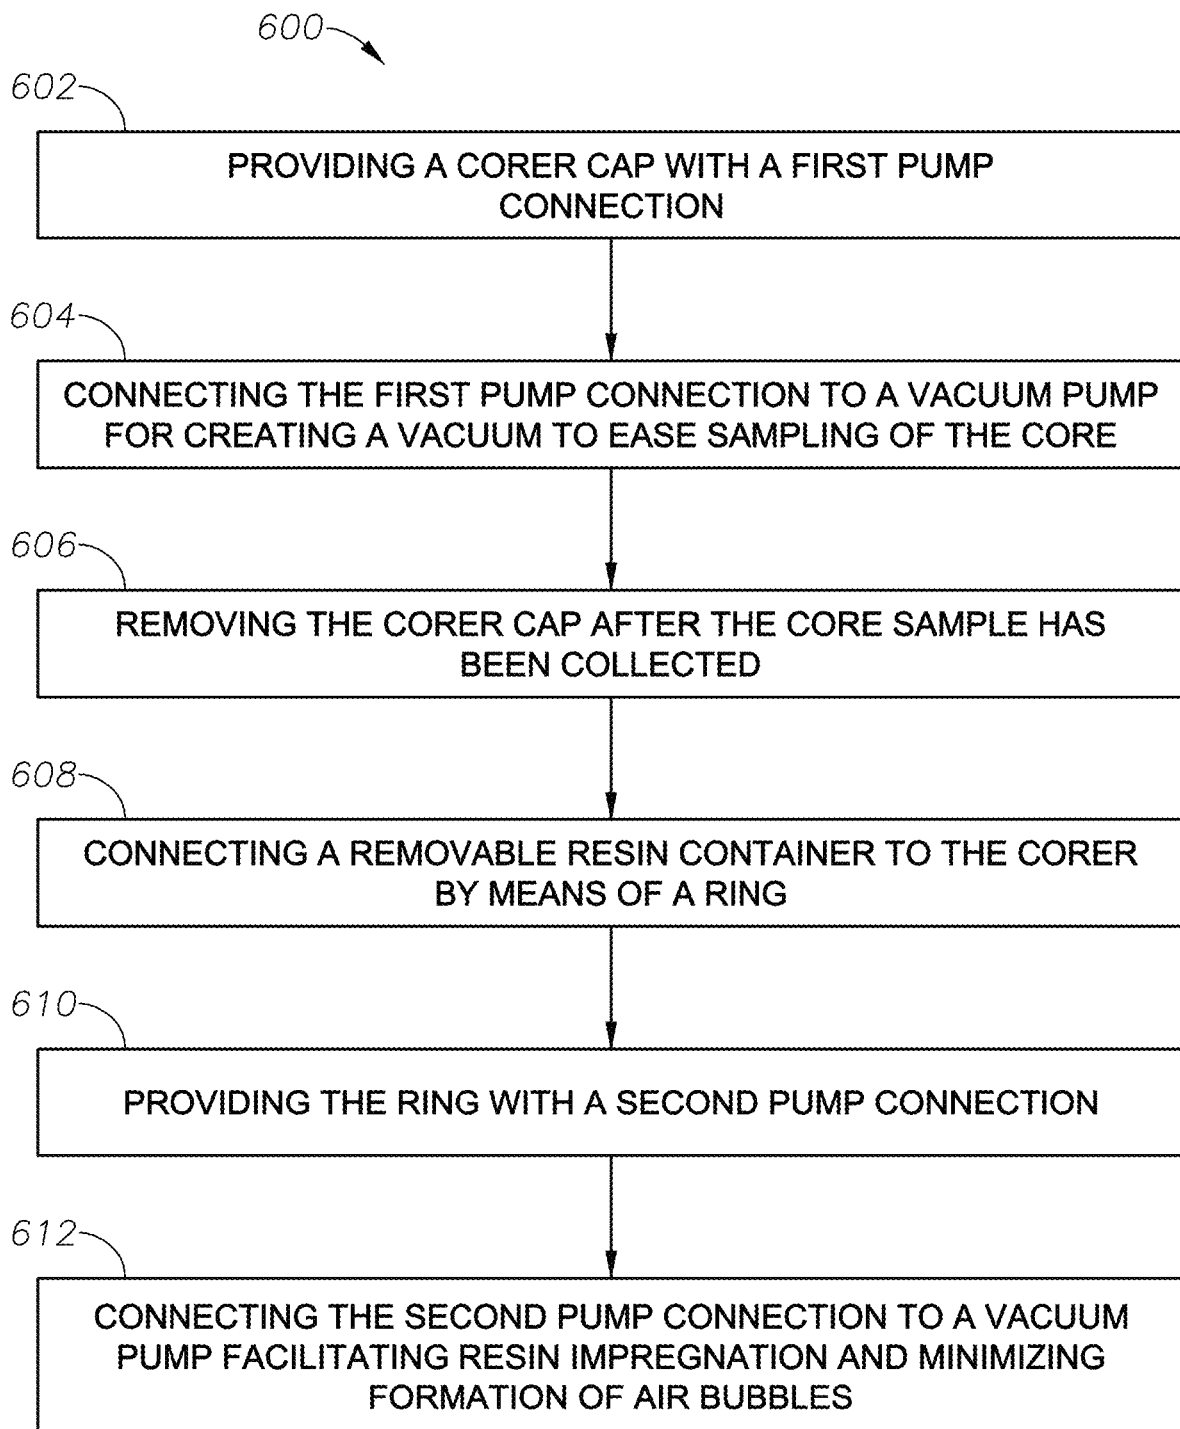 600
602
PROVIDING A CORER CAP WITH A FIRST PUMP
CONNECTION
604
CONNECTING THE FIRST PUMP CONNECTION TO A VACUUM PUMP
FOR CREATING A VACUUM TO EASE SAMPLING OF THE CORE
606
REMOVING THE CORER CAP AFTER THE CORE SAMPLE HAS
BEEN COLLECTED
608
CONNECTING A REMOVABLE RESIN CONTAINER TO THE CORER
BY MEANS OF A RING
610
PROVIDING THE RING WITH A SECOND PUMP CONNECTION
612
CONNECTING THE SECOND PUMP CONNECTION TO A VACUUM
PUMP FACILITATING RESIN IMPREGNATION AND MINIMIZING
FORMATION OF AIR BUBBLES